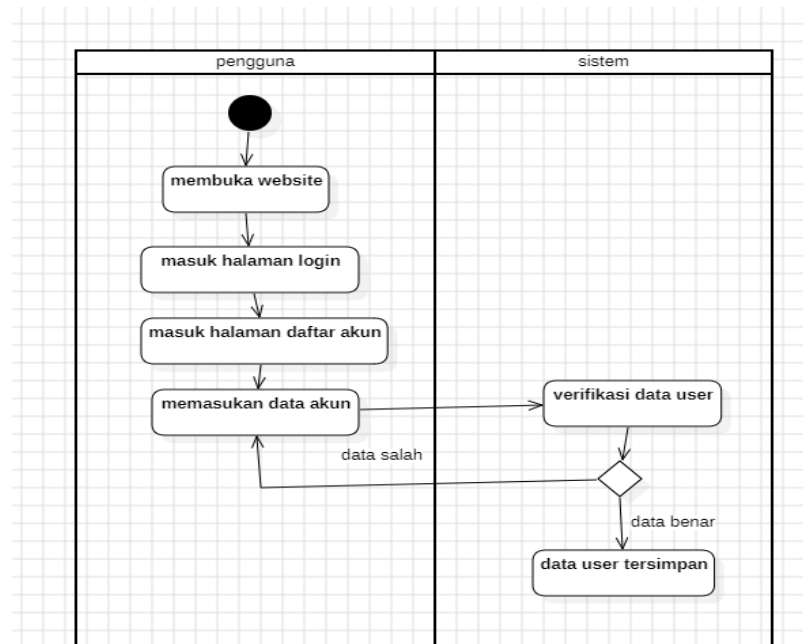 pengguna
sistem
membuka website
masuk halaman login
masuk halaman daftar akun
memasukan data akun
verifikasi data user
data salah
data benar
data user tersimpan